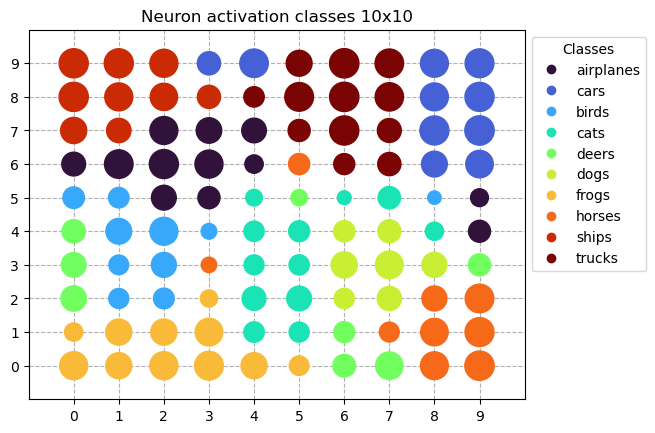 Neuron activation classes 10x10
9
8
7
6
5
4
3
2
1
0
0 1 2 3 4 5 6 7 8 9
Classes
airplanes
cars
birds
cats
deers
dogs
frogs
horses
ships
trucks